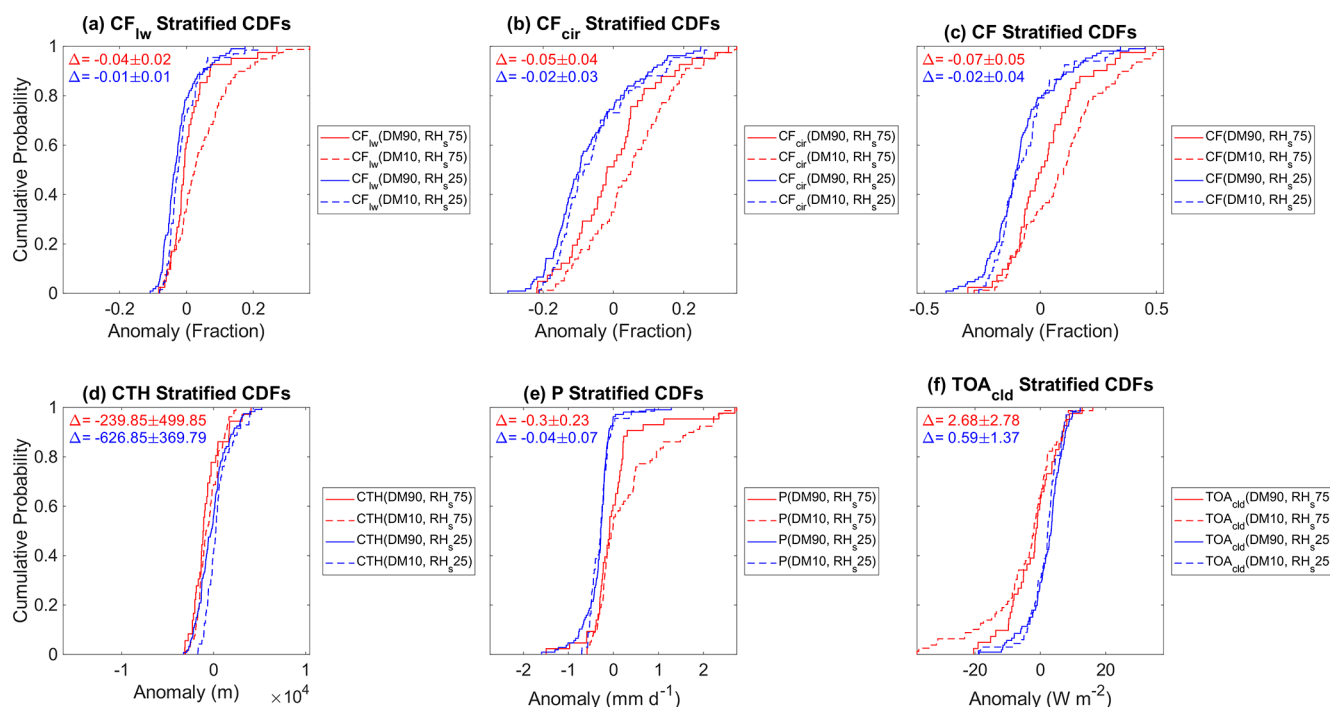 (a) CF_lw Stratified CDFs
Δ= -0.04±0.02
Δ= -0.01±0.01
Cumulative Probability
1
0.8
0.6
0.4
0.2
0
-0.2
0
0.2
Anomaly (Fraction)
CF_lw(DM90, RH_s75)
CF_lw(DM10, RH_s75)
CF_lw(DM90, RH_s25)
CF_lw(DM10, RH_s25)
(b) CF_cir Stratified CDFs
Δ= -0.05±0.04
Δ= -0.02±0.03
-0.2
0
0.2
Anomaly (Fraction)
CF_cir(DM90, RH_s75)
CF_cir(DM10, RH_s75)
CF_cir(DM90, RH_s25)
CF_cir(DM10, RH_s25)
(c) CF Stratified CDFs
Δ= -0.07±0.05
Δ= -0.02±0.04
-0.5
0
0.5
Anomaly (Fraction)
CF(DM90, RH_s75)
CF(DM10, RH_s75)
CF(DM90, RH_s25)
CF(DM10, RH_s25)
(d) CTH Stratified CDFs
Δ= -239.85±499.85
Δ= -626.85±369.79
Cumulative Probability
1
0.8
0.6
0.4
0.2
0
-1
0
1
Anomaly (m)
×10^4
CTH(DM90, RH_s75)
CTH(DM10, RH_s75)
CTH(DM90, RH_s25)
CTH(DM10, RH_s25)
(e) P Stratified CDFs
Δ= -0.3±0.23
Δ= -0.04±0.07
-2
-1
0
1
2
Anomaly (mm d^-1)
P(DM90, RH_s75)
P(DM10, RH_s75)
P(DM90, RH_s25)
P(DM10, RH_s25)
(f) TOA_cld Stratified CDFs
Δ= 2.68±2.78
Δ= 0.59±1.37
-20
0
20
Anomaly (W m^-2)
TOA_cld(DM90, RH_s75
TOA_cld(DM10, RH_s75
TOA_cld(DM90, RH_s25
TOA_cld(DM10, RH_s25